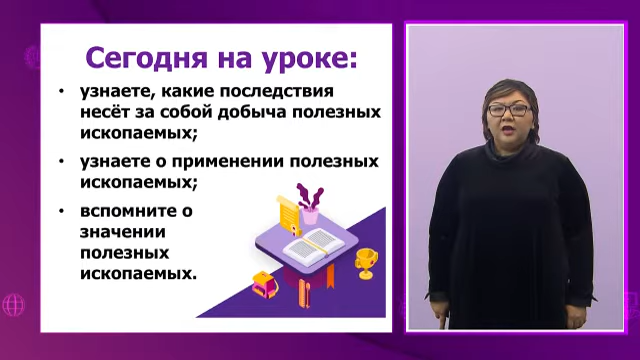 Сегодня на уроке:
• узнаете, какие последствия
несёт за собой добыча полезных
ископаемых;
• узнаете о применении полезных
ископаемых;
• вспомните о
значении
полезных
ископаемых.